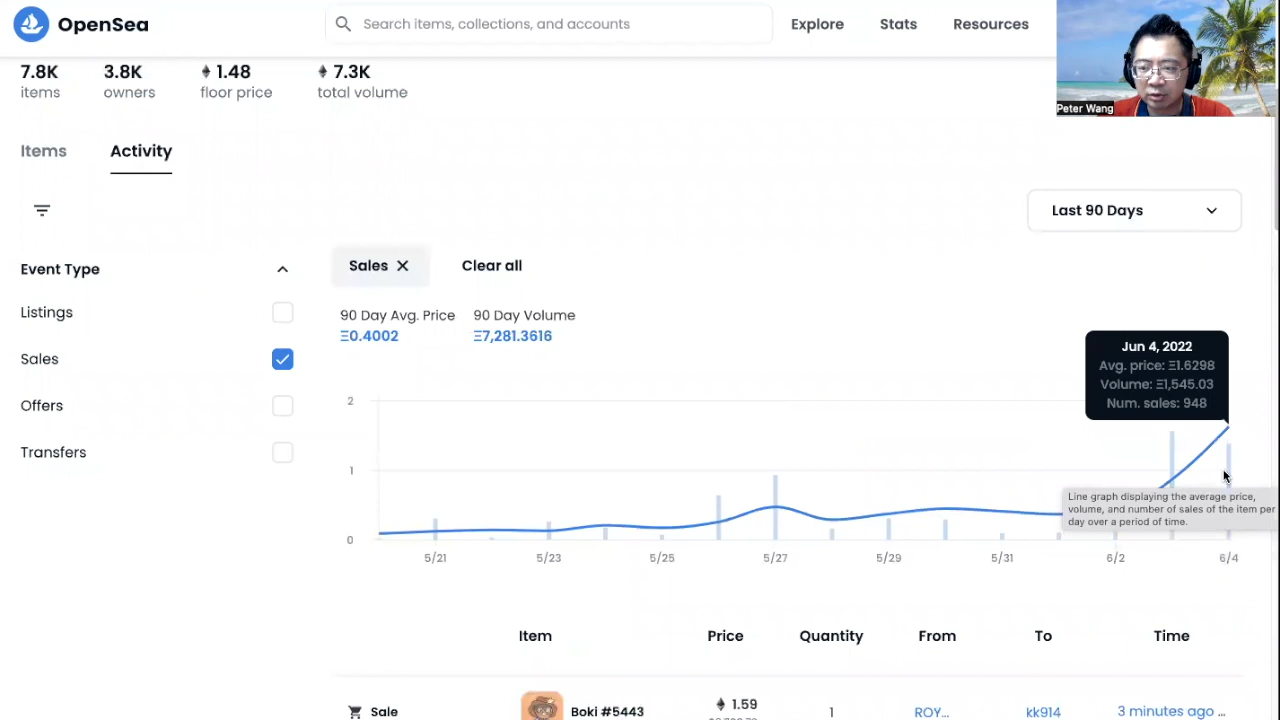 OpenSea
Search items, collections, and accounts
Explore
Stats
Resources
Peter Wang
7.8K
3.8K
1.48
7.3K
items
owners
floor price
total volume
Items
Activity
Last 90 Days
Event Type
Listings
Sales
Offers
Transfers
Sales
Clear all
90 Day Avg. Price
90 Day Volume
Ξ0.4002
Ξ7,281.3616
Jun 4, 2022
Avg. price: Ξ1.6298
Volume: Ξ1,545.03
Num. sales: 948
2
1
0
Line graph displaying the average price,
volume, and number of sales of the item per
day over a period of time.
5/21
5/23
5/25
5/27
5/29
5/31
6/2
6/4
Item
Price
Quantity
From
To
Time
Sale
Boki #5443
1.59
1
ROY...
kk914
3 minutes ago ...